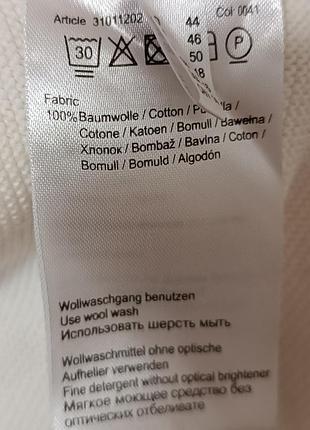 Article 31011202 44 Col 0041
30 46 P
50
Fabric
100%Baumwolle / Cotton /
Cotone / Katoen / Bomull / Bawełna /
Хлопок / Bombaž / Bavlna / Coton /
Bomull / Bomuld / Algodón
Wollwaschgang benutzen
Use wool wash
Использовать шерсть мыть
Wollwaschmittel ohne optische
Aufheller verwenden
Fine detergent without optical brightener
Мягкое моющее средство без
оптических отбеливате